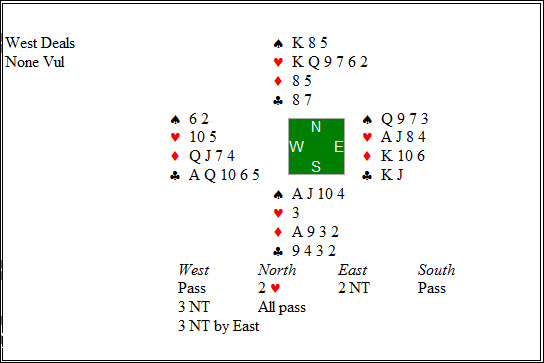 West Deals
None Vul
♠ K 8 5
♥ K Q 9 7 6 2
♦ 8 5
♣ 8 7
♠ 6 2
♥ 10 5
♦ Q J 7 4
♣ A Q 10 6 5
N
W E
S
♠ Q 9 7 3
♥ A J 8 4
♦ K 10 6
♣ K J
♠ A J 10 4
♥ 3
♦ A 9 3 2
♣ 9 4 3 2
West North East South
Pass 2 ♥ 2 NT Pass
3 NT All pass
3 NT by East